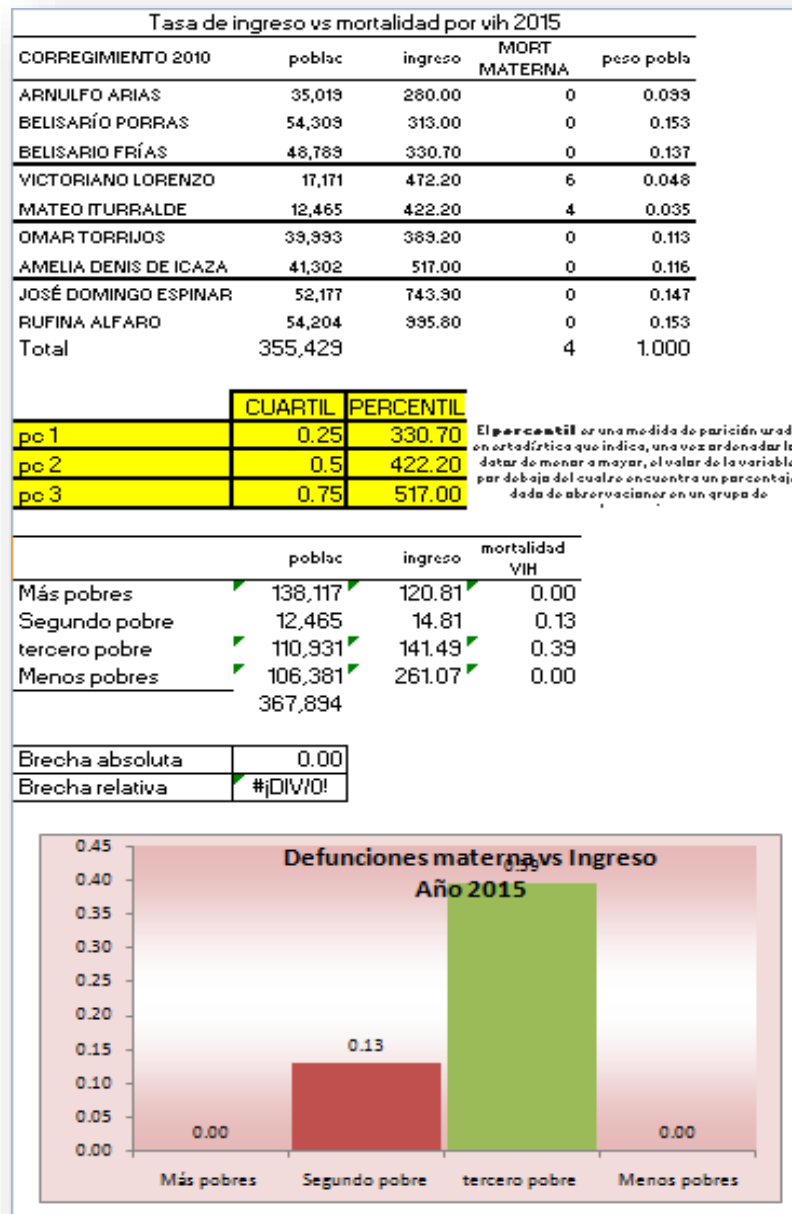 Tasa de ingreso vs mortalidad por vih 2015
CORREGIMIENTO 2010 poblac ingreso MORT MATERNA peso pobla
ARNULFO ARIAS 35,019 280.00 0 0.099
BELISARÍO PORRAS 54,309 313.00 0 0.153
BELISARIO FRÍAS 48,789 330.70 0 0.137
VICTORIANO LORENZO 17,171 472.20 6 0.048
MATEO ITURRALDE 12,465 422.20 4 0.035
OMAR TORRIJOS 39,993 389.20 0 0.113
AMELIA DENIS DE ICAZA 41,302 517.00 0 0.116
JOSÉ DOMINGO ESPINAR 52,177 743.90 0 0.147
RUFINA ALFARO 54,204 995.80 0 0.153
Total 355,429 4 1.000
CUARTIL PERCENTIL
pc 1 0.25 330.70
pc 2 0.5 422.20
pc 3 0.75 517.00
El percentil es una medida de posición usad
en estadística que indica, una vez ordenados lo
datos de menor a mayor, el valor de la variable
por debajo del cual se encuentra un porcentaje
dado de observaciones en un grupo de
poblac ingreso mortalidad VIH
Más pobres 138,117 120.81 0.00
Segundo pobre 12,465 14.81 0.13
tercero pobre 110,931 141.49 0.39
Menos pobres 106,381 261.07 0.00
367,894
Brecha absoluta 0.00
Brecha relativa #¡DIV/0!
Defunciones materna vs Ingreso
Año 2015
0.45
0.40
0.35
0.30
0.25
0.20
0.15
0.10
0.05
0.00
0.00 0.13 0.39 0.00
Más pobres Segundo pobre tercero pobre Menos pobres